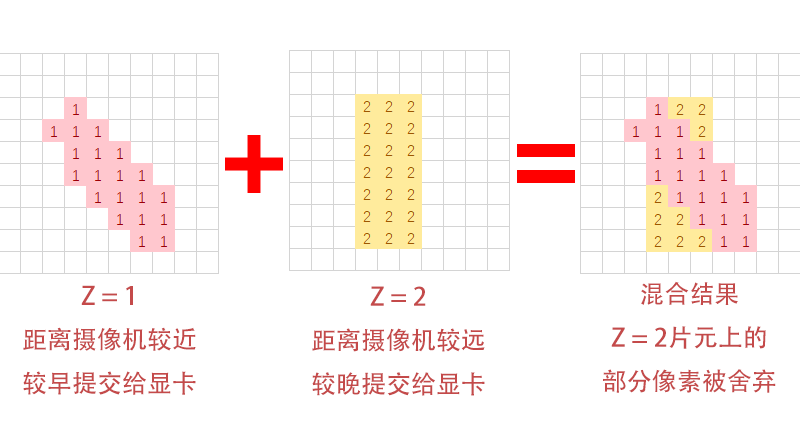 1
1 1 1
1 1 1
1 1 1 1
1 1 1 1
1 1 1
1 1
Z = 1
距离摄像机较近
较早提交给显卡
+
2 2 2
2 2 2
2 2 2
2 2 2
2 2 2
2 2 2
2 2 2
Z = 2
距离摄像机较远
较晚提交给显卡
=
1 2 2
1 1 1 2
1 1 1
1 1 1 1
2 1 1 1 1
2 2 1 1 1
2 2 2 1 1
混合结果
Z = 2片元上的
部分像素被舍弃